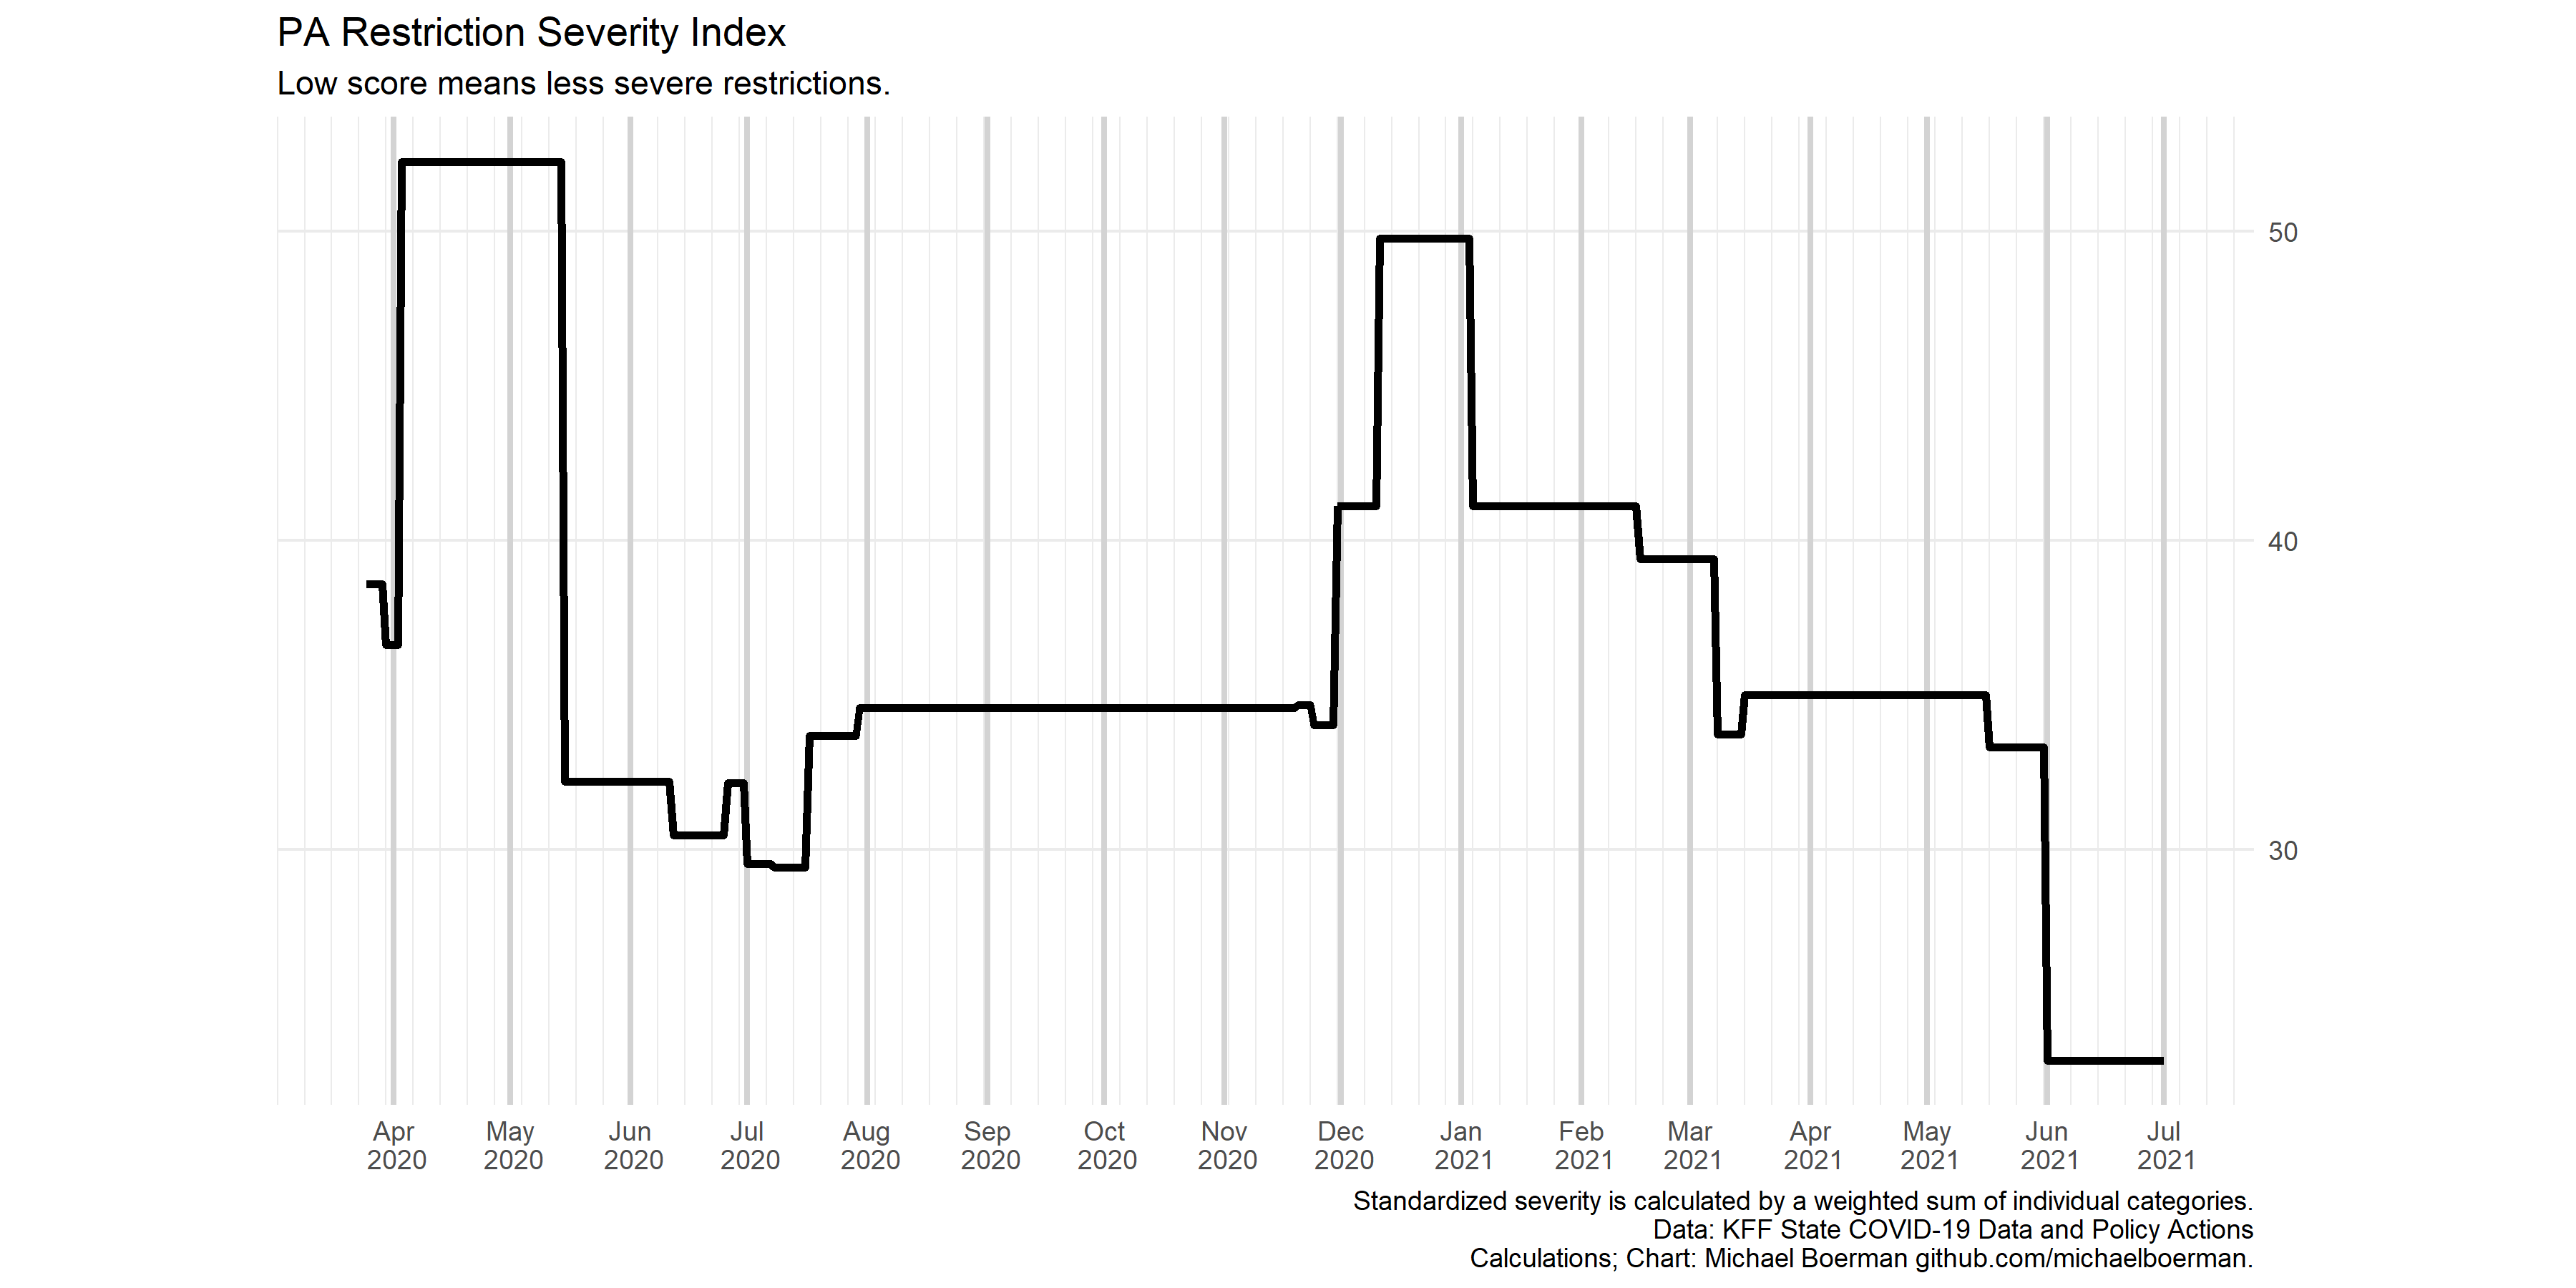 PA Restriction Severity Index
Low score means less severe restrictions.
50
40
30
Apr May Jun Jul Aug Sep Oct Nov Dec Jan Feb Mar Apr May Jun Jul
2020 2020 2020 2020 2020 2020 2020 2020 2020 2021 2021 2021 2021 2021 2021 2021
Standardized severity is calculated by a weighted sum of individual categories.
Data: KFF State COVID-19 Data and Policy Actions
Calculations; Chart: Michael Boerman github.com/michaelboerman.